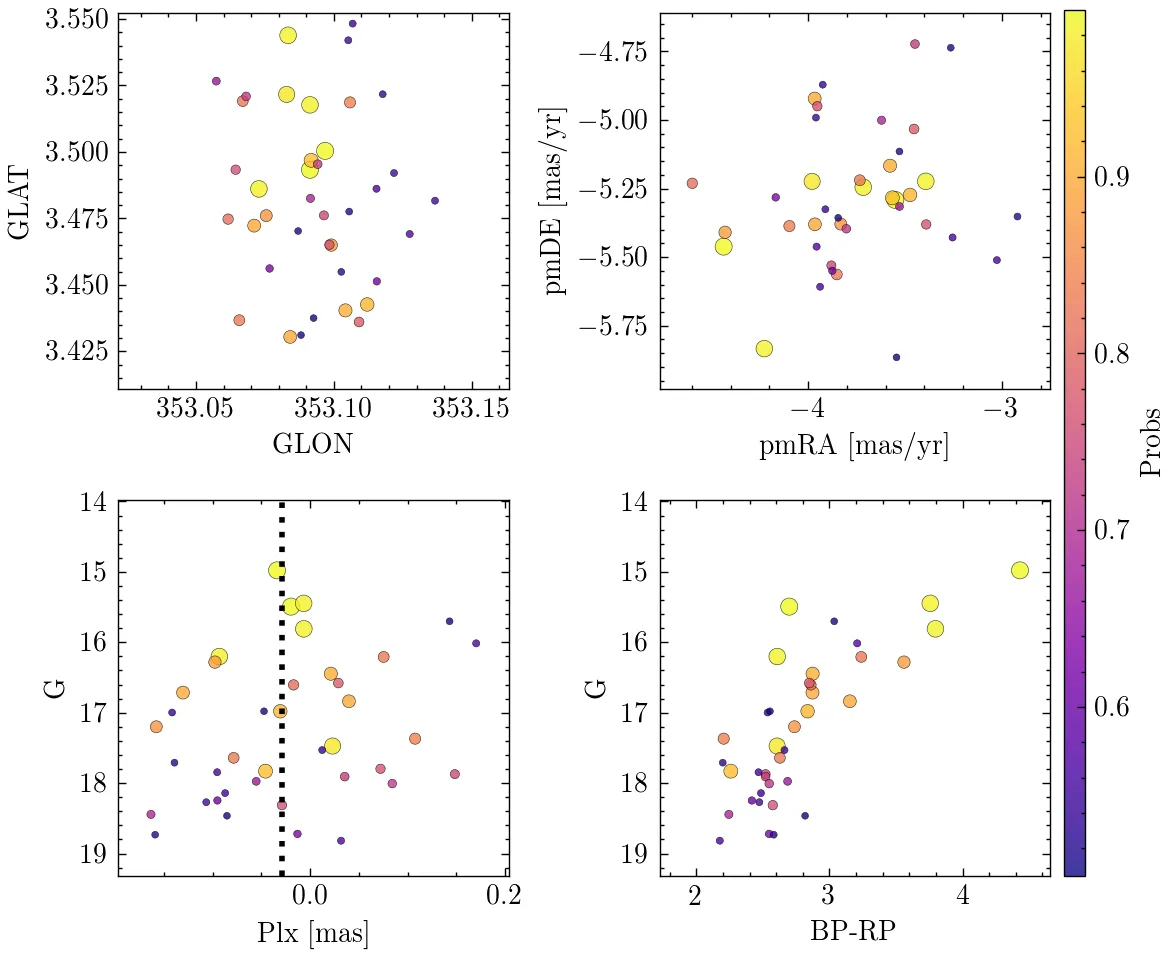 3.550
3.525
3.500
3.475
3.450
3.425
GLAT
353.05 353.10 353.15
GLON
−4.75
−5.00
−5.25
−5.50
−5.75
pmDE [mas/yr]
−4 −3
pmRA [mas/yr]
0.9
0.8
0.7
0.6
Probs
14
15
16
17
18
19
G
0.0 0.2
Plx [mas]
14
15
16
17
18
19
G
2 3 4
BP-RP